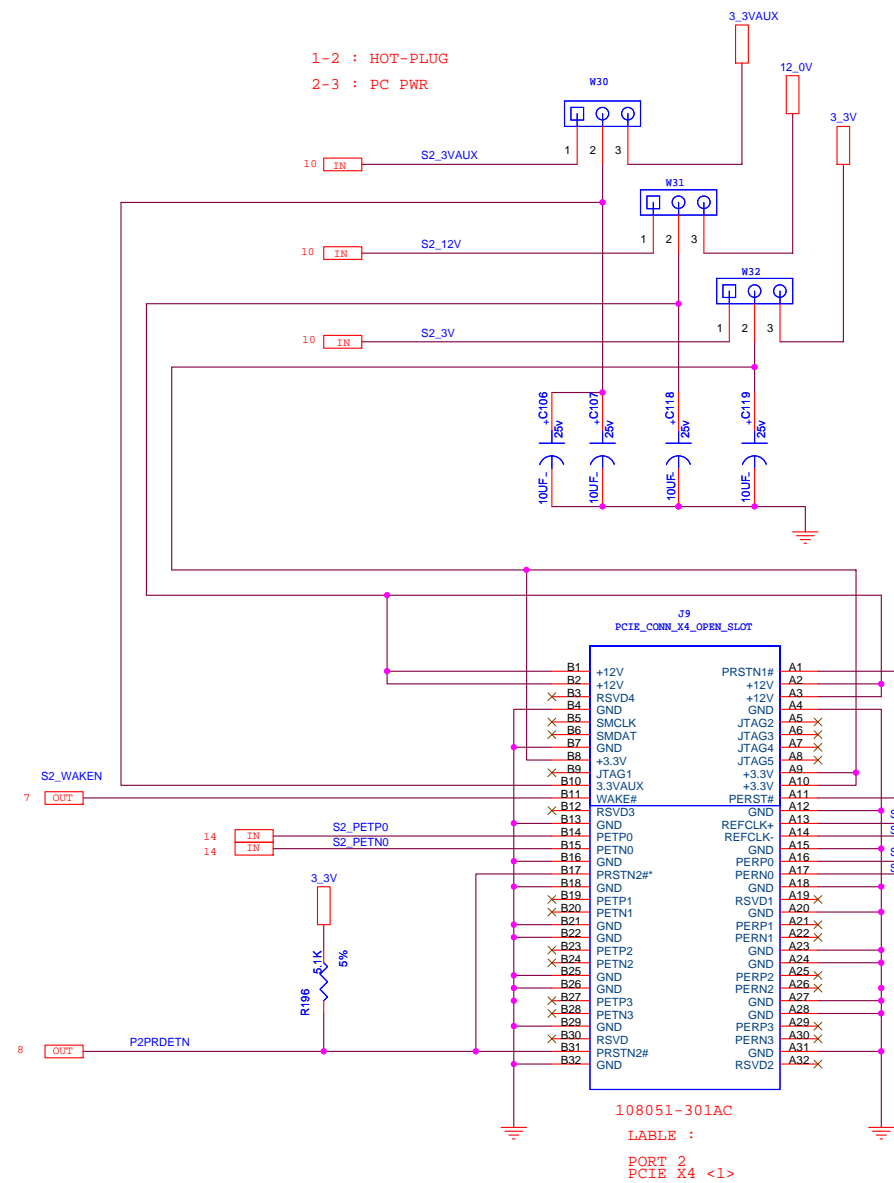 3_3VAUX
1-2 : HOT-PLUG
2-3 : PC PWR
12_0V
W30
3_3V
1 2 3
10 IN S2_3VAUX
W31
1 2 3
10 IN S2_12V
W32
1 2 3
10 IN S2_3V
+C106 25v 10UF_
+C107 25v 10UF_
+C118 25v 10UF_
+C119 25v 10UF_
J9
PCIE_CONN_X4_OPEN_SLOT
B1 +12V PRSTN1# A1
B2 +12V +12V A2
B3 RSVD4 +12V A3
B4 GND GND A4
B5 SMCLK JTAG2 A5
B6 SMDAT JTAG3 A6
B7 GND JTAG4 A7
B8 +3.3V JTAG5 A8
B9 JTAG1 +3.3V A9
B10 3.3VAUX +3.3V A10
S2_WAKEN
7 OUT B11 WAKE# PERST# A11
B12 RSVD3 GND A12
B13 GND REFCLK+ A13 S
14 IN S2_PETP0 B14 PETP0 REFCLK- A14 S
14 IN S2_PETN0 B15 PETN0 GND A15
B16 GND PERP0 A16 S
B17 PRSTN2#* PERN0 A17 S
B18 GND GND A18
B19 PETP1 RSVD1 A19
B20 PETN1 GND A20
B21 GND PERP1 A21
B22 GND PERN1 A22
B23 PETP2 GND A23
B24 PETN2 GND A24
B25 GND PERP2 A25
B26 GND PERN2 A26
B27 PETP3 GND A27
B28 PETN3 GND A28
B29 GND PERP3 A29
B30 RSVD PERN3 A30
B31 PRSTN2# GND A31
B32 GND RSVD2 A32
3_3V
R196 5.1K 5%
8 OUT P2PRDETN
108051-301AC
LABLE :
PORT 2
PCIE X4 <1>